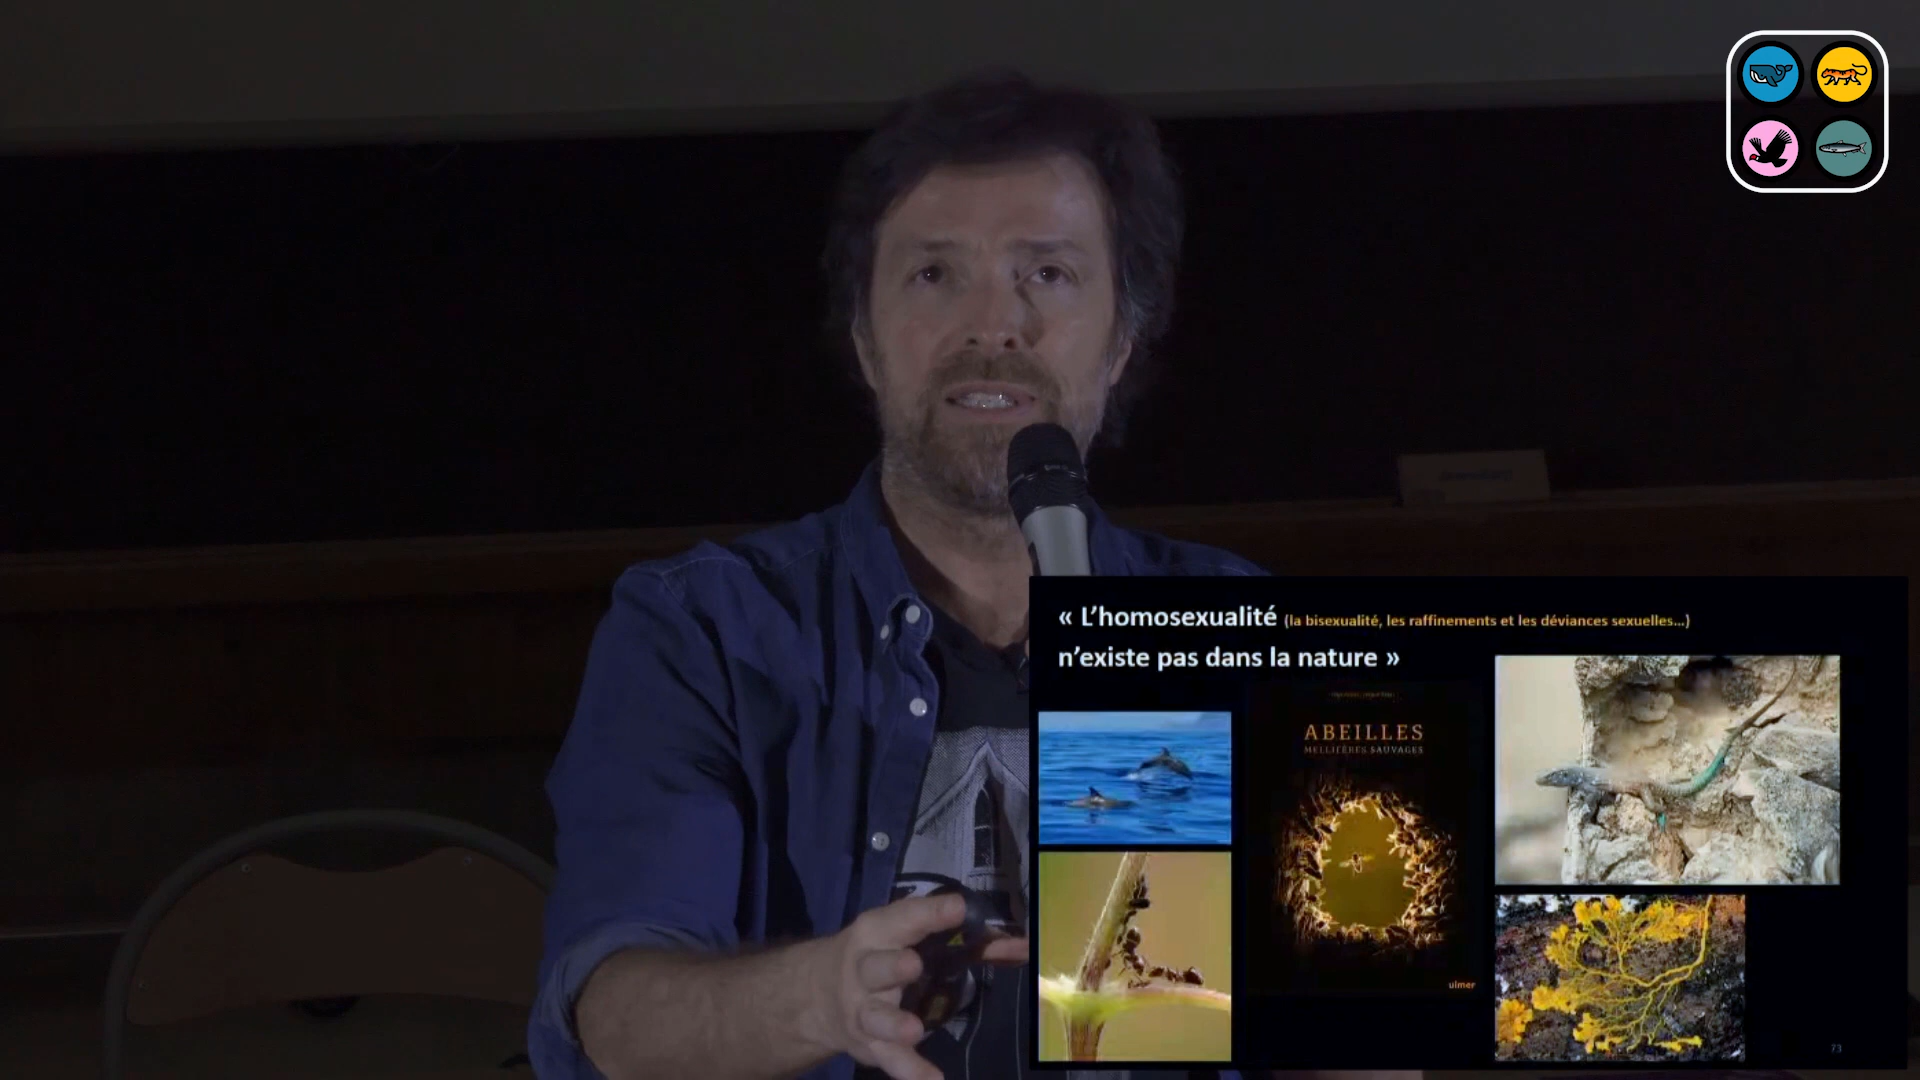 « L’homosexualité (la bisexualité, les raffinements et les déviances sexuelles…)
n’existe pas dans la nature »
ABEILLES
MELLIFÈRES SAUVAGES
ulmer
73